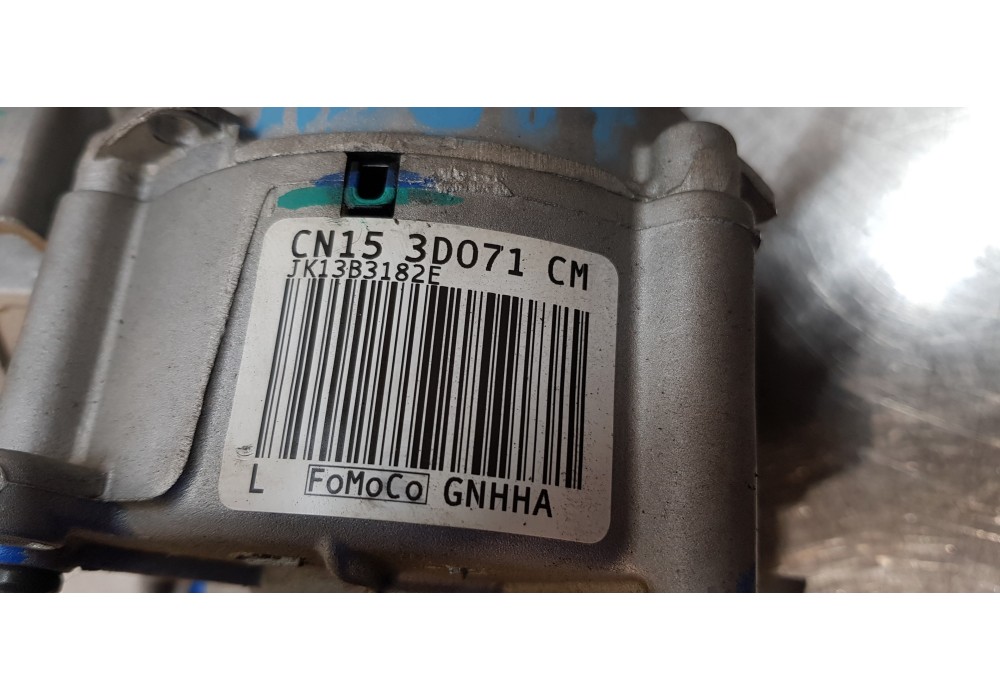 CN15 3D071 CM
JK13B3182E
L FoMoCo GNHHA